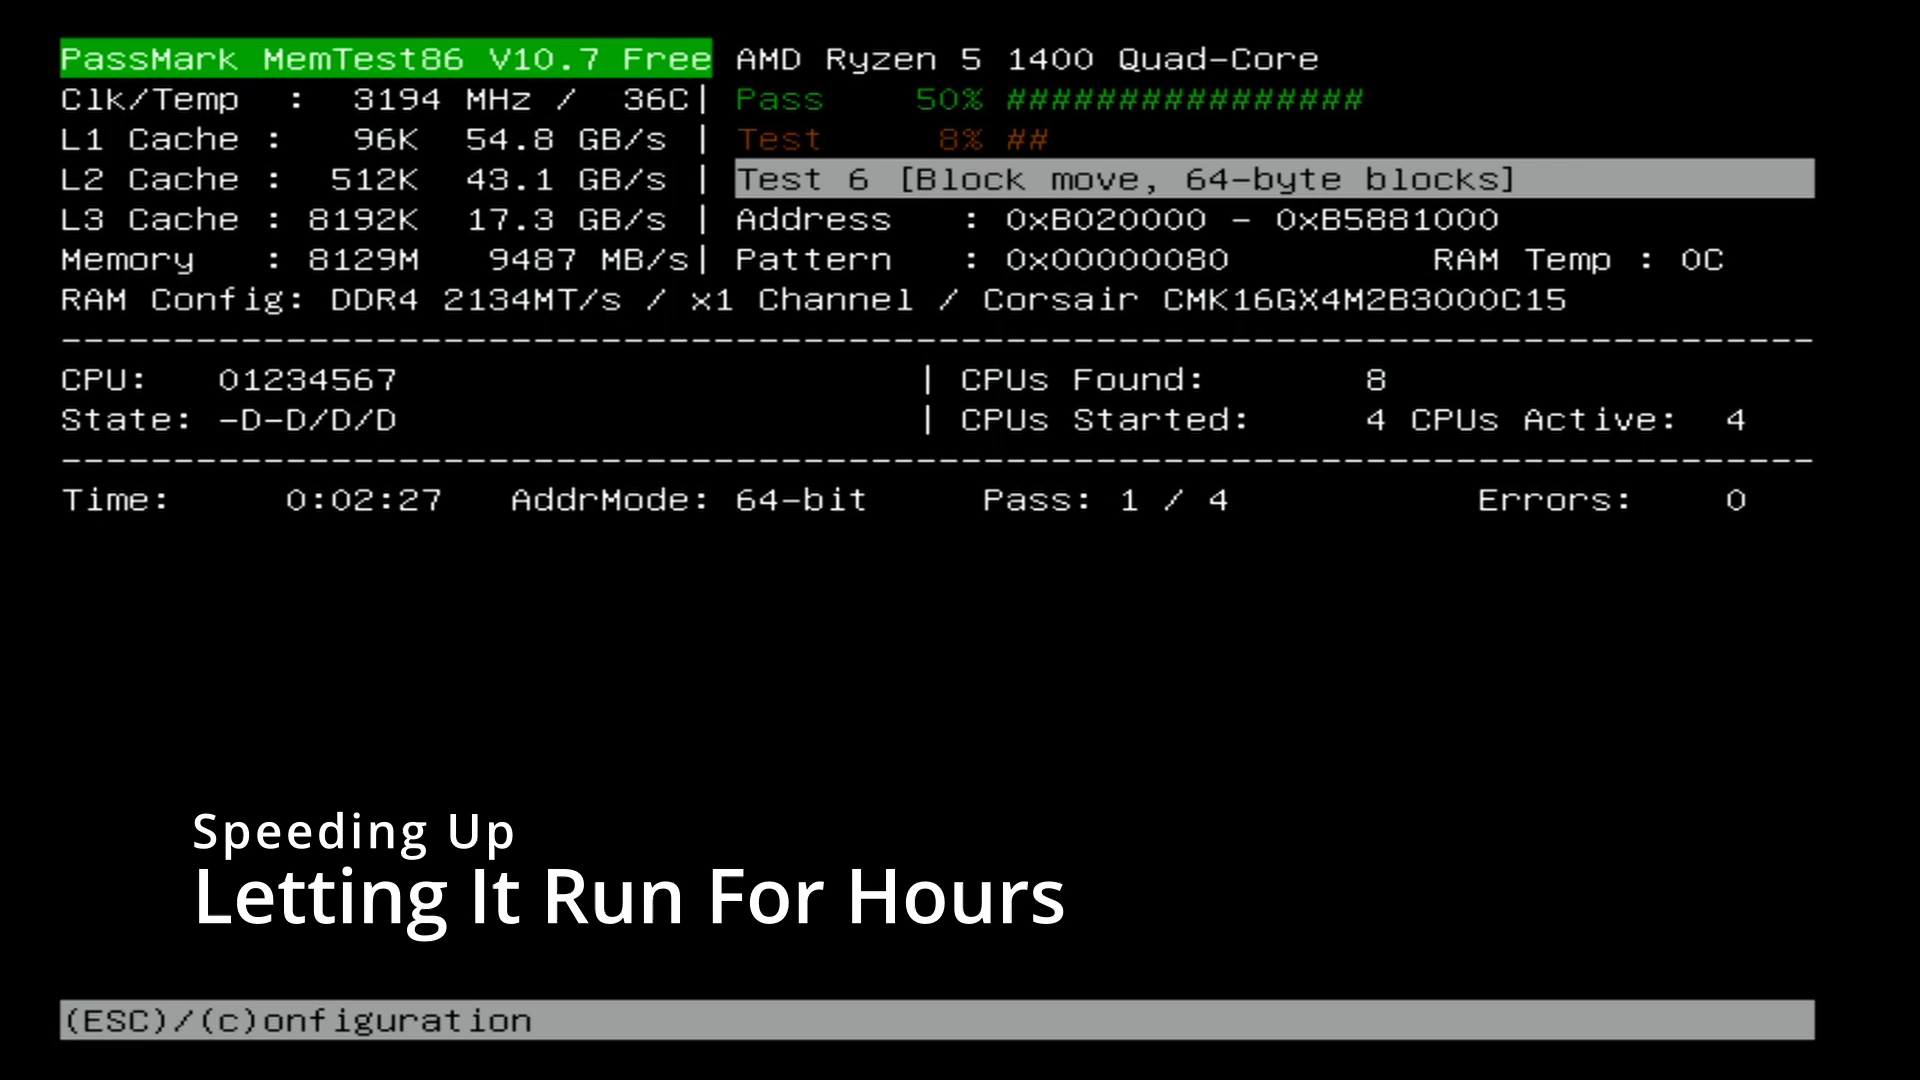 PassMark MemTest86 V10.7 Free AMD Ryzen 5 1400 Quad-Core
Clk/Temp : 3194 MHz / 36C| Pass 50% ################
L1 Cache : 96K 54.8 GB/s | Test 8% ##
L2 Cache : 512K 43.1 GB/s | Test 6 [Block move, 64-byte blocks]
L3 Cache : 8192K 17.3 GB/s | Address : 0xB020000 - 0xB5881000
Memory : 8129M 9487 MB/s| Pattern : 0x00000080 RAM Temp : 0C
RAM Config: DDR4 2134MT/s / x1 Channel / Corsair CMK16GX4M2B3000C15
------------------------------------------------------------------------------
CPU: 01234567 | CPUs Found: 8
State: -D-D/D/D | CPUs Started: 4 CPUs Active: 4
------------------------------------------------------------------------------
Time: 0:02:27 AddrMode: 64-bit Pass: 1 / 4 Errors: 0
Speeding Up
Letting It Run For Hours
(ESC)/(c)onfiguration